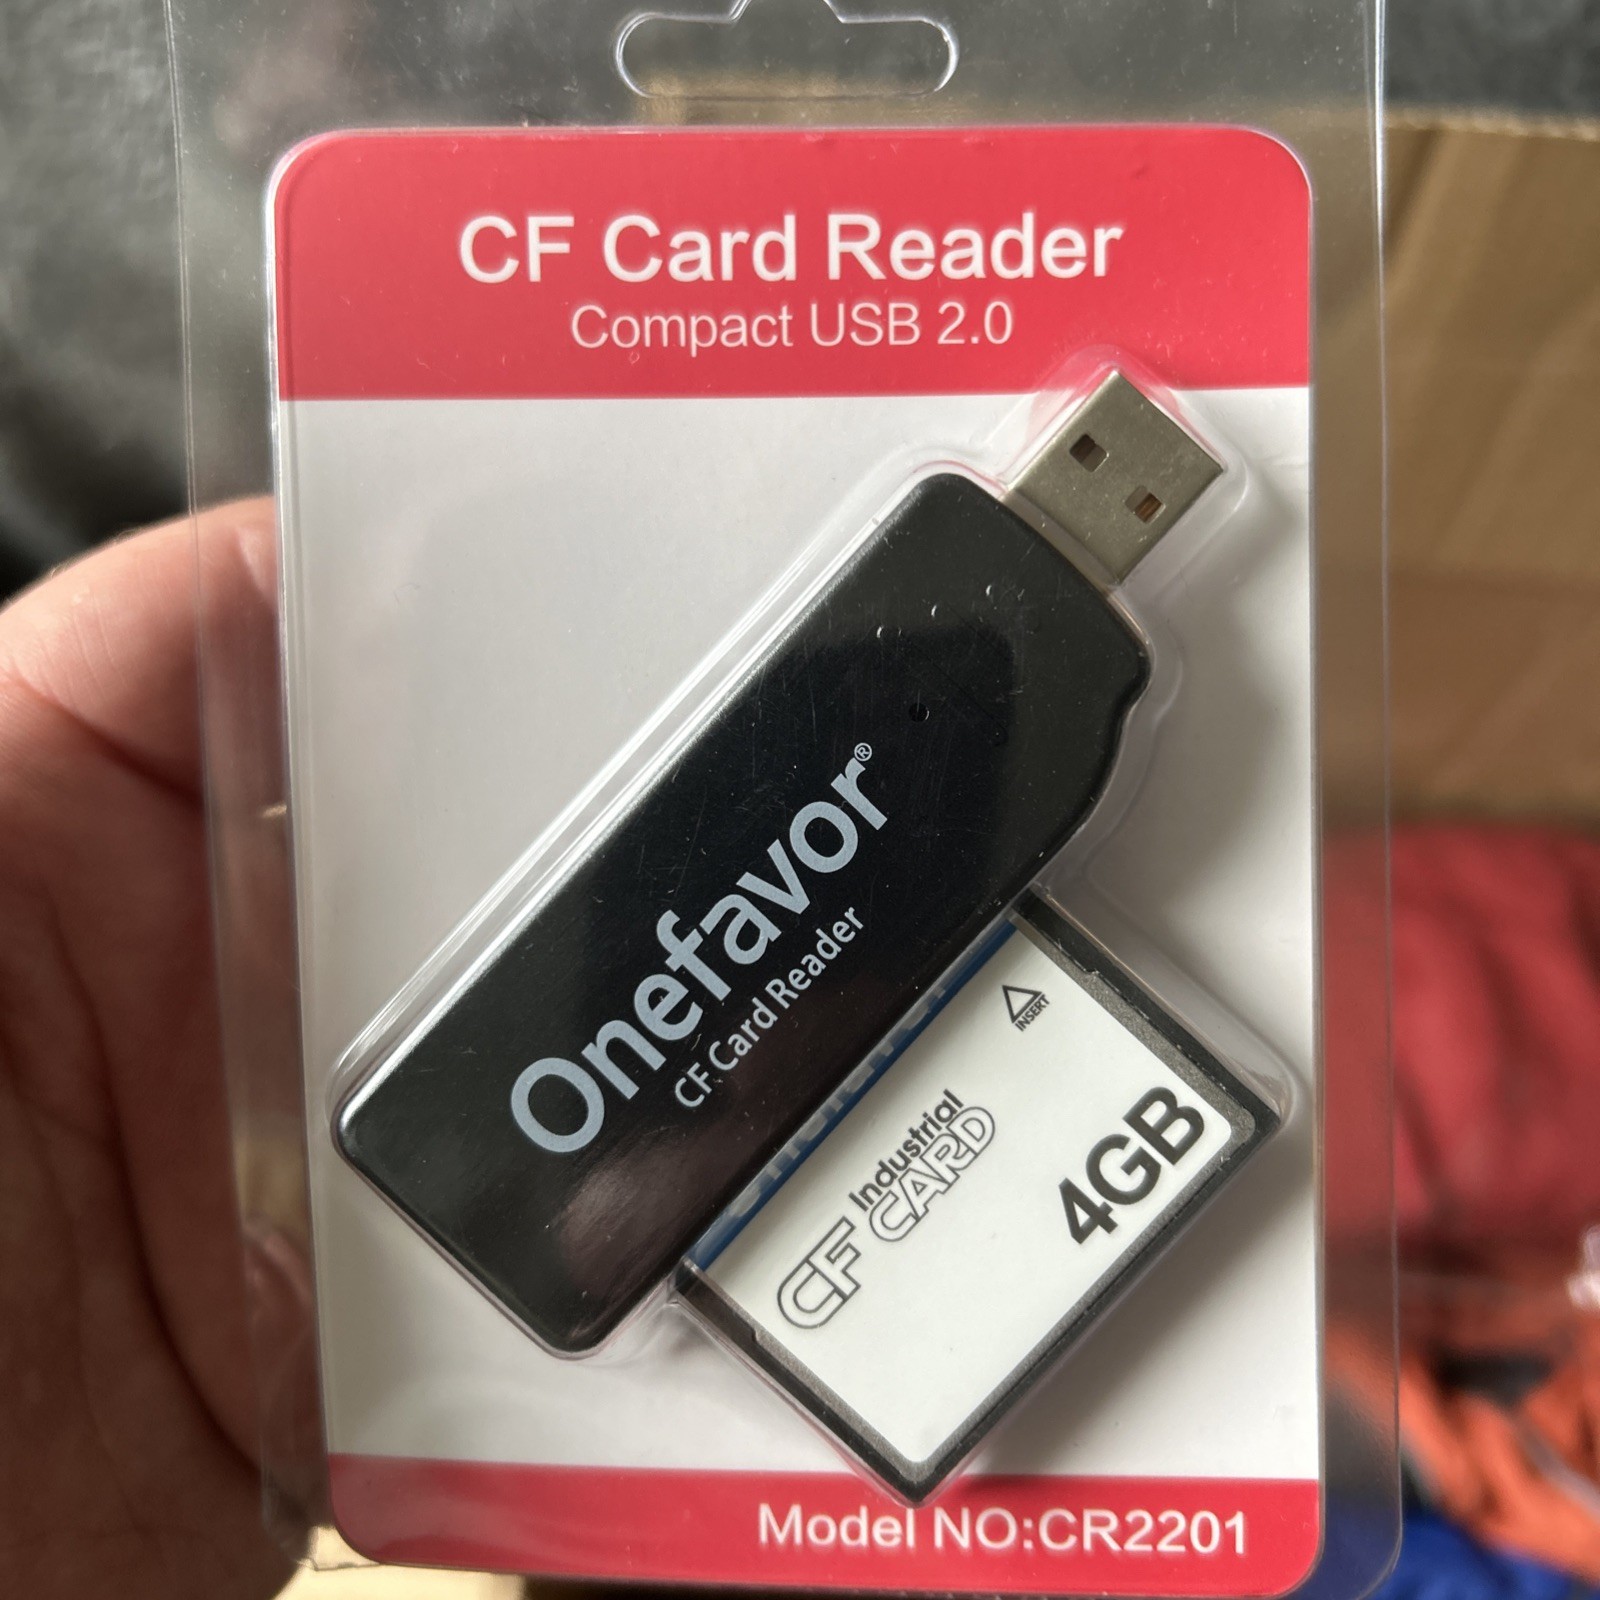 CF Card Reader
Compact USB 2.0
Onefavor®
CF Card Reader
INSERT
CF Industrial CARD
4GB
Model NO:CR2201